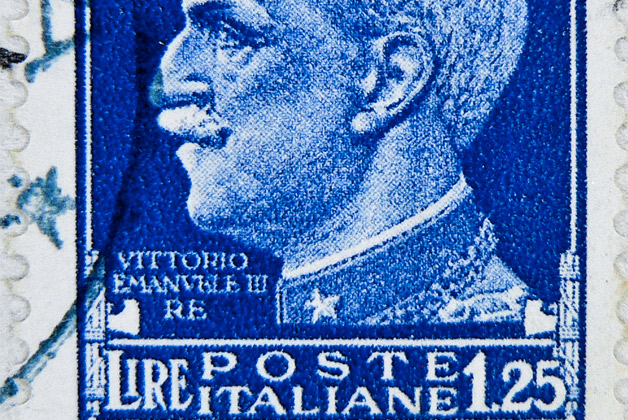 VITTORIO
EMANVELE III
RE
LIRE POSTE ITALIANE 1.25